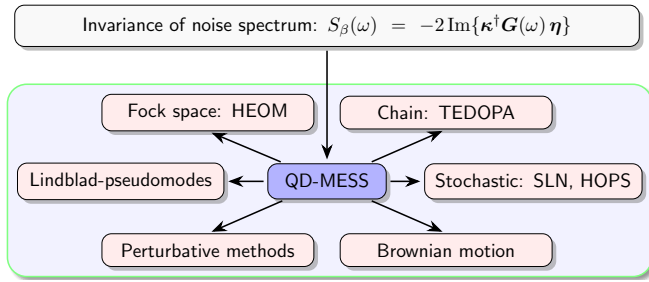 Invariance of noise spectrum: S_β(ω) = −2 Im{κ†G(ω) η}
Fock space: HEOM
Chain: TEDOPA
Lindblad-pseudomodes
QD-MESS
Stochastic: SLN, HOPS
Perturbative methods
Brownian motion